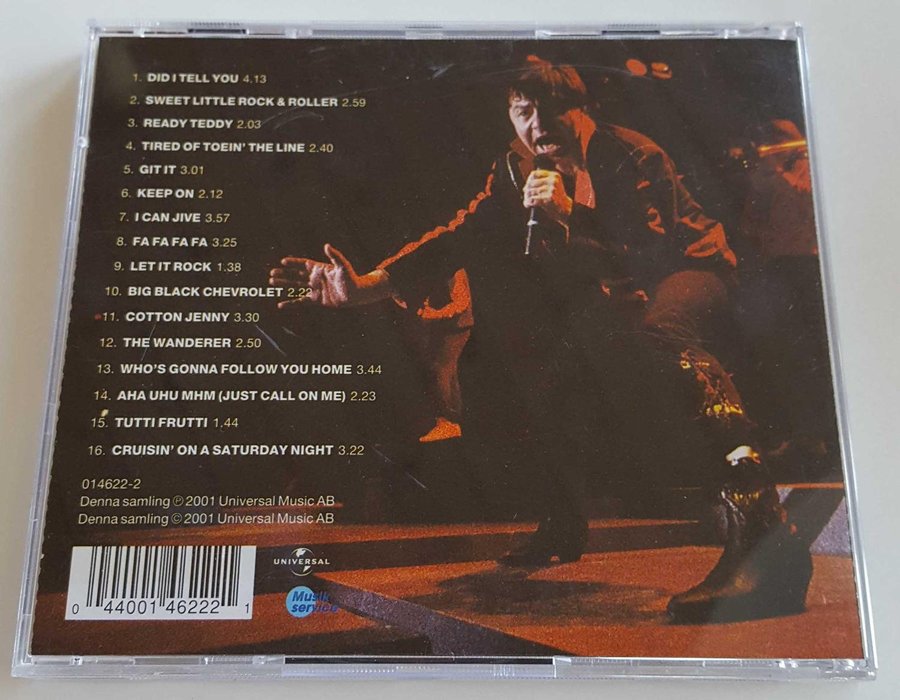 1. DID I TELL YOU 4.13
2. SWEET LITTLE ROCK & ROLLER 2.59
3. READY TEDDY 2.03
4. TIRED OF TOEIN' THE LINE 2.40
5. GIT IT 3.01
6. KEEP ON 2.12
7. I CAN JIVE 3.57
8. FA FA FA FA 3.25
9. LET IT ROCK 1.38
10. BIG BLACK CHEVROLET 2.22
11. COTTON JENNY 3.30
12. THE WANDERER 2.50
13. WHO'S GONNA FOLLOW YOU HOME 3.44
14. AHA UHU MHM (JUST CALL ON ME) 2.23
15. TUTTI FRUTTI 1.44
16. CRUISIN' ON A SATURDAY NIGHT 3.22
014622-2
Denna samling ℗ 2001 Universal Music AB
Denna samling © 2001 Universal Music AB
UNIVERSAL
Musik
service
0 44001 46222 1